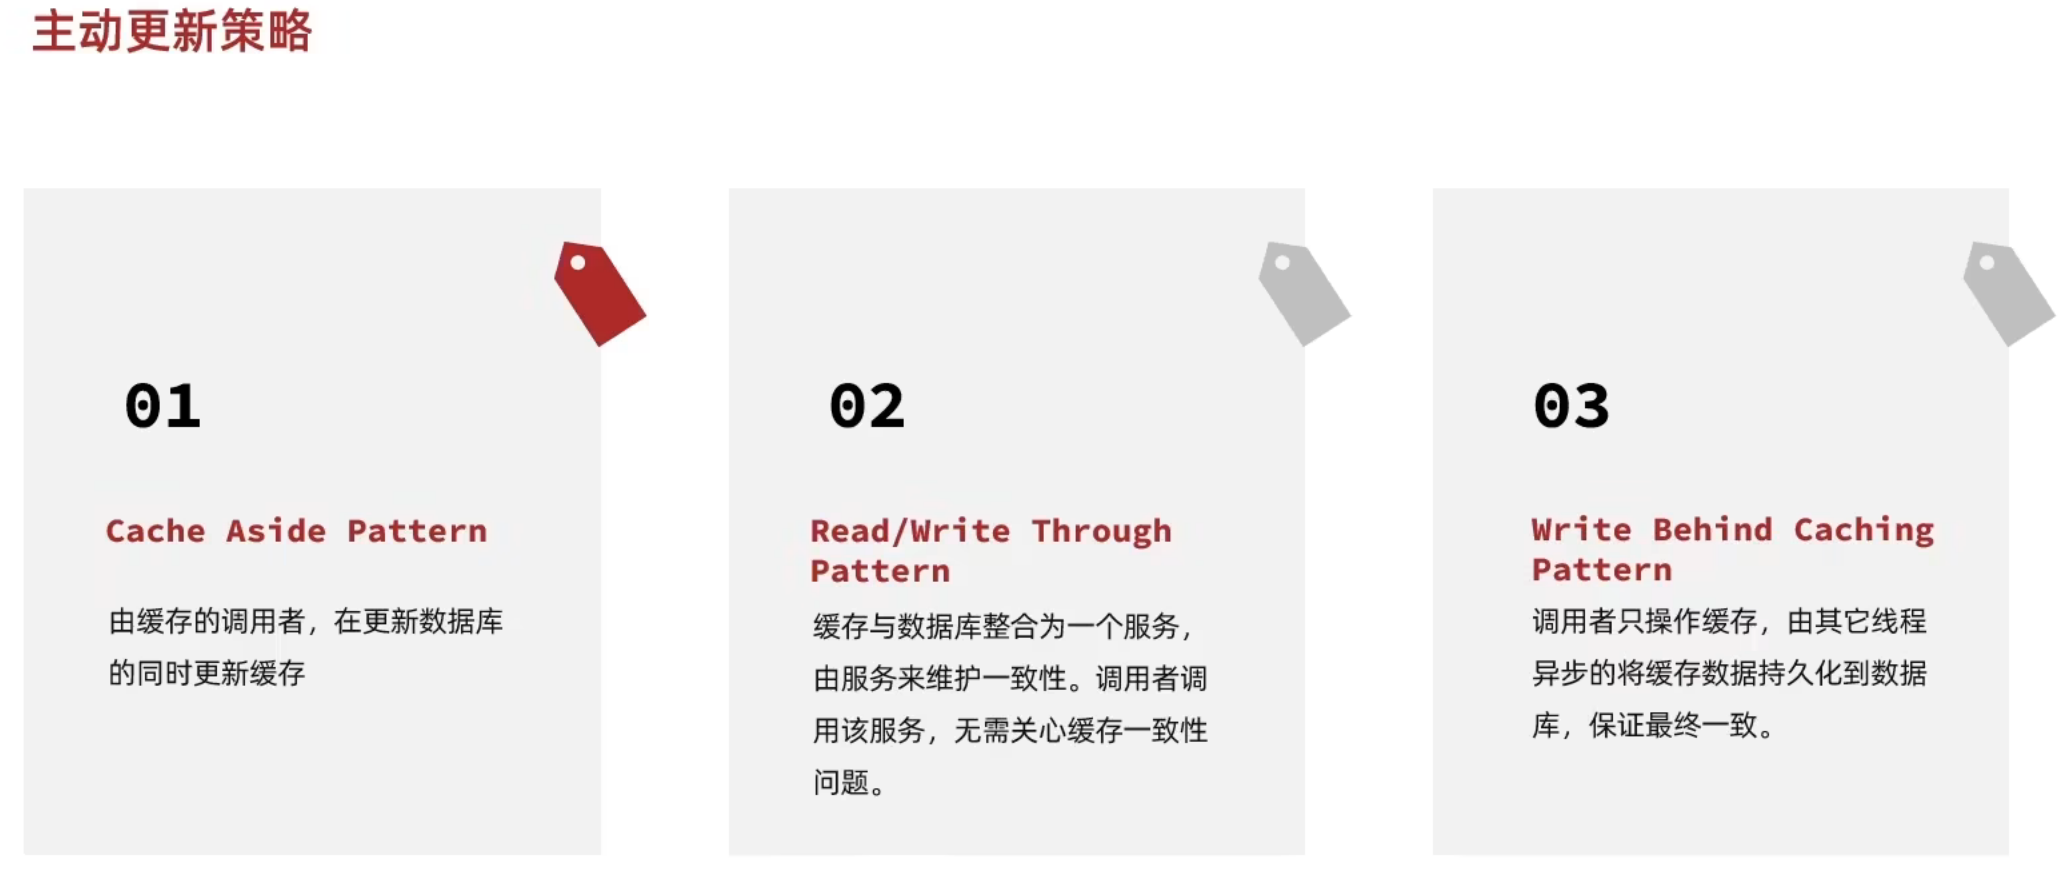 主动更新策略
01
Cache Aside Pattern
由缓存的调用者，在更新数据库
的同时更新缓存
02
Read/Write Through
Pattern
缓存与数据库整合为一个服务，
由服务来维护一致性。调用者调
用该服务，无需关心缓存一致性
问题。
03
Write Behind Caching
Pattern
调用者只操作缓存，由其它线程
异步的将缓存数据持久化到数据
库，保证最终一致。